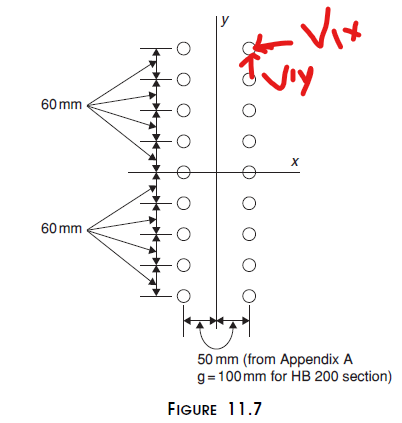 y
V1x
V1y
60 mm
x
60 mm
50 mm (from Appendix A
g = 100 mm for HB 200 section)
FIGURE 11.7